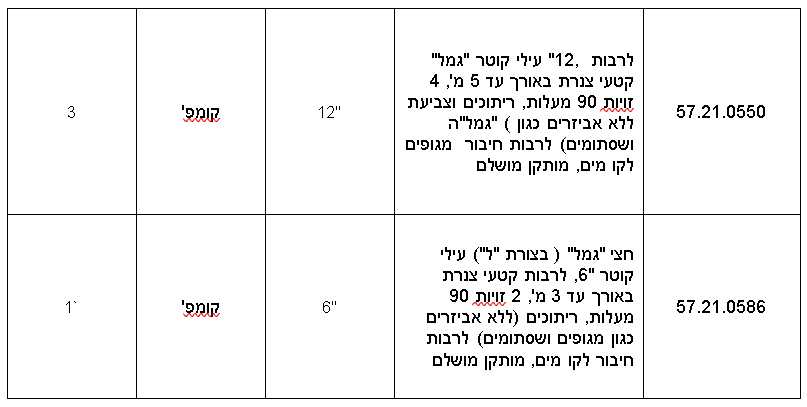 57.21.0550
"גמל" עילי קוטר "12, לרבות
קטעי צנרת באורך עד 5 מ', 4
זויות 90 מעלות, ריתוכים וצביעת
ה"גמל" ( ללא אביזרים כגון
מגופים ושסתומים) לרבות חיבור
לקו מים, מותקן מושלם
12"
קומפ'
3
57.21.0586
חצי "גמל" ( בצורת "ל") עילי
קוטר "6, לרבות קטעי צנרת
באורך עד 3 מ', 2 זויות 90
מעלות, ריתוכים (ללא אביזרים
כגון מגופים ושסתומים) לרבות
חיבור לקו מים, מותקן מושלם
6"
קומפ'
1`